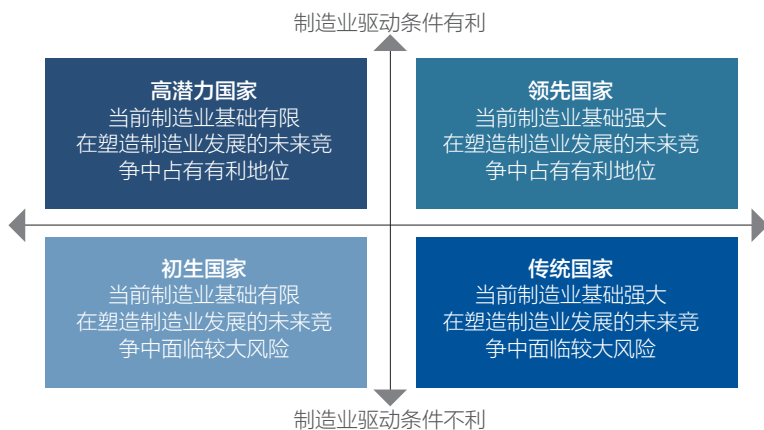 制造业驱动条件有利
高潜力国家
当前制造业基础有限
在塑造制造业发展的未来竞
争中占有有利地位
领先国家
当前制造业基础强大
在塑造制造业发展的未来竞
争中占有有利地位
初生国家
当前制造业基础有限
在塑造制造业发展的未来竞
争中面临较大风险
传统国家
当前制造业基础强大
在塑造制造业发展的未来竞
争中面临较大风险
制造业驱动条件不利